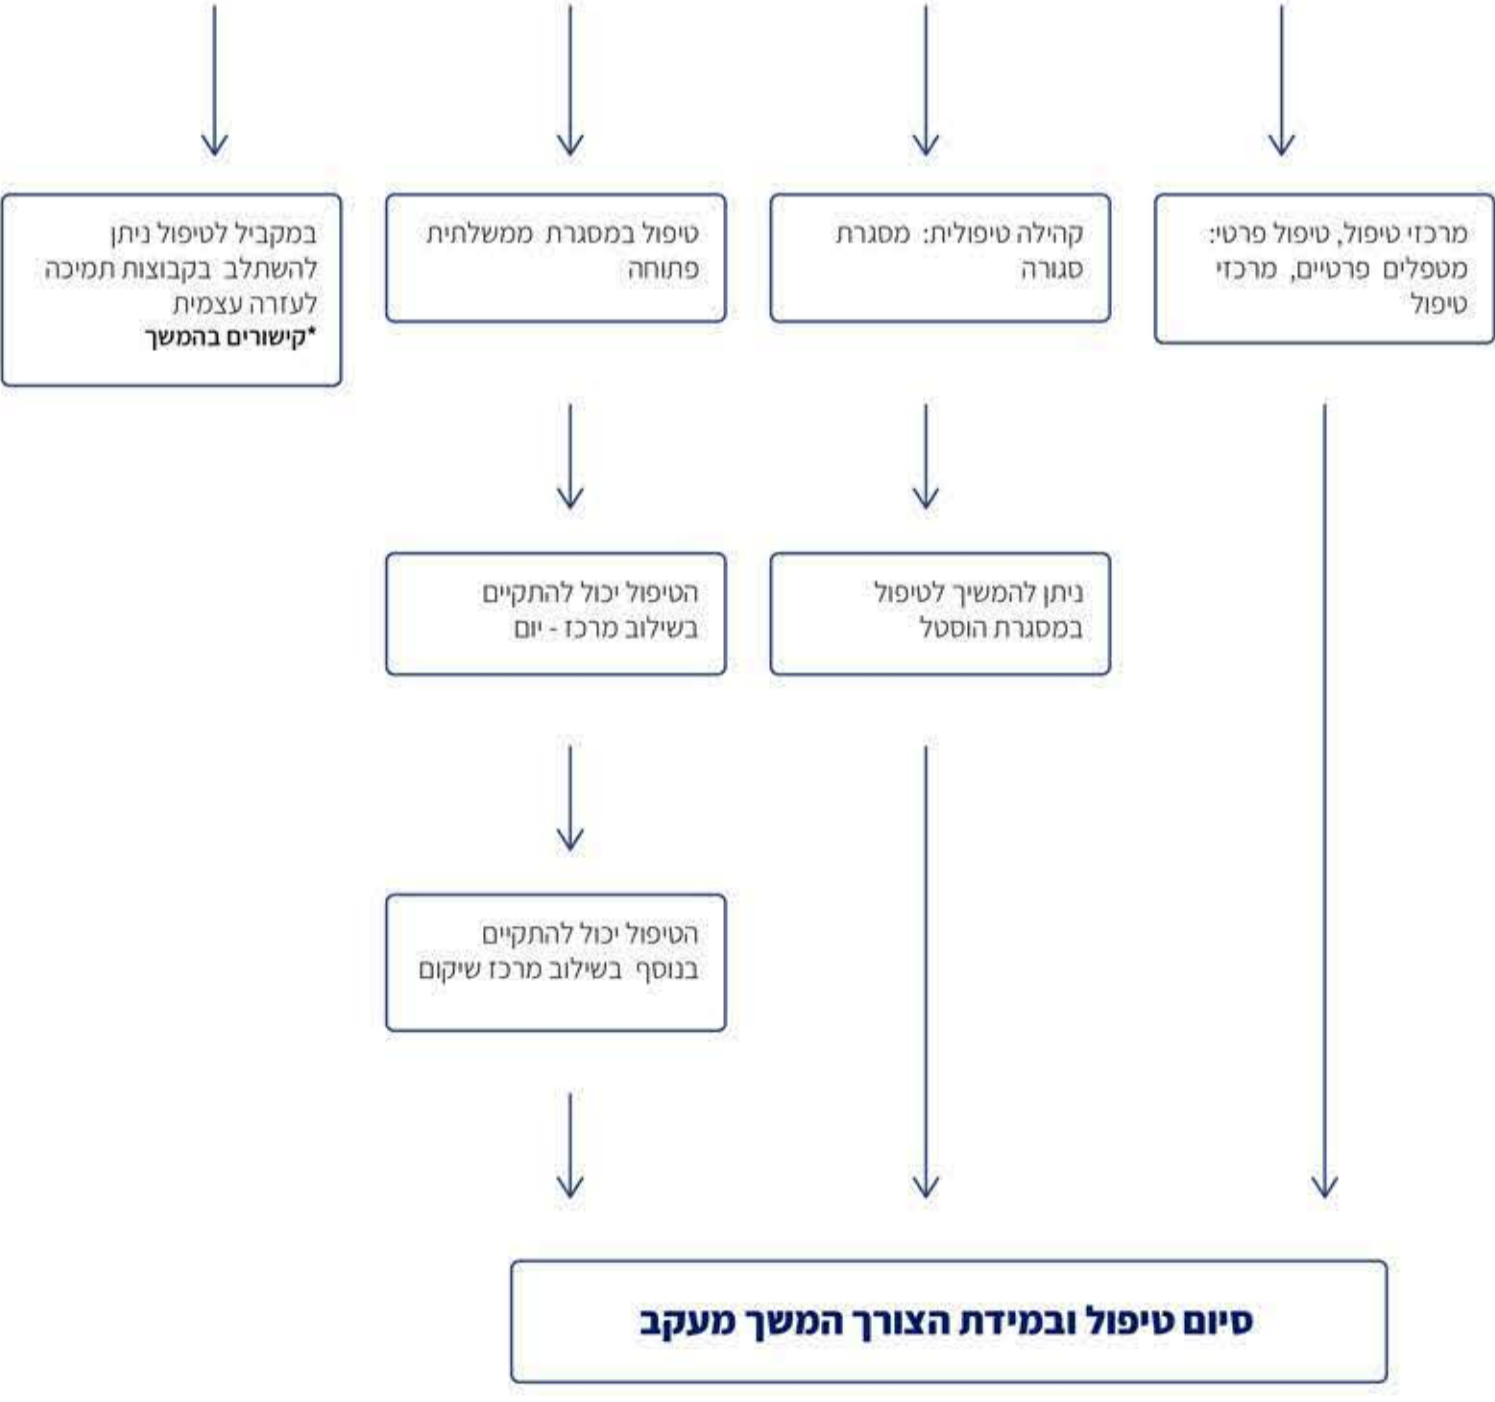 מרכזי טיפול, טיפול פרטי:
מטפלים פרטיים, מרכזי
טיפול
קהילה טיפולית: מסגרת
סגורה
טיפול במסגרת ממשלתית
פתוחה
במקביל לטיפול ניתן
להשתלב בקבוצות תמיכה
לעזרה עצמית
*קישורים בהמשך
ניתן להמשיך לטיפול
במסגרת הוסטל
הטיפול יכול להתקיים
בשילוב מרכז - יום
הטיפול יכול להתקיים
בנוסף בשילוב מרכז שיקום
סיום טיפול ובמידת הצורך המשך מעקב